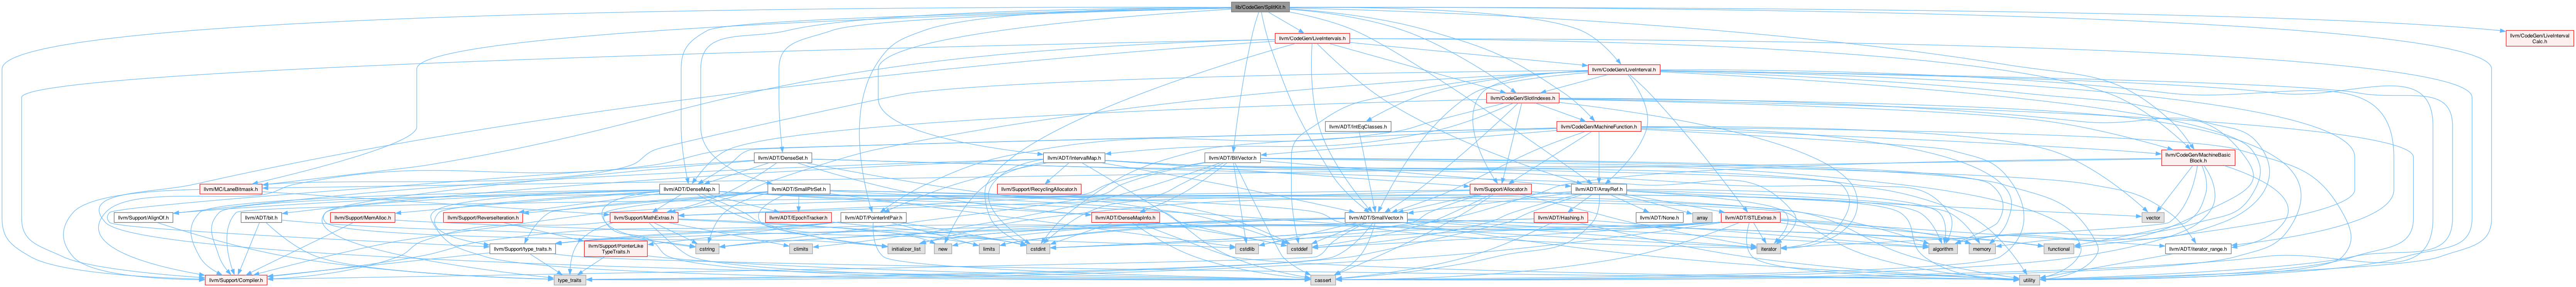 lib/CodeGen/SplitKit.h
llvm/CodeGen/LiveIntervals.h
llvm/CodeGen/LiveInterval
Calc.h
llvm/CodeGen/LiveInterval.h
llvm/CodeGen/SlotIndexes.h
llvm/ADT/IntEqClasses.h
llvm/CodeGen/MachineFunction.h
llvm/ADT/DenseSet.h
llvm/ADT/IntervalMap.h
llvm/ADT/BitVector.h
llvm/CodeGen/MachineBasic
Block.h
llvm/MC/LaneBitmask.h
llvm/ADT/DenseMap.h
llvm/ADT/SmallPtrSet.h
llvm/Support/RecyclingAllocator.h
llvm/Support/Allocator.h
llvm/ADT/ArrayRef.h
llvm/Support/AlignOf.h
llvm/ADT/bit.h
llvm/Support/MemAlloc.h
llvm/Support/ReverseIteration.h
llvm/Support/MathExtras.h
llvm/ADT/EpochTracker.h
llvm/ADT/PointerIntPair.h
llvm/ADT/DenseMapInfo.h
llvm/ADT/SmallVector.h
llvm/ADT/Hashing.h
llvm/ADT/None.h
array
llvm/ADT/STLExtras.h
vector
llvm/Support/type_traits.h
llvm/Support/PointerLike
TypeTraits.h
cstring
climits
initializer_list
new
limits
cstdint
cstdlib
cstddef
iterator
algorithm
memory
functional
llvm/ADT/iterator_range.h
llvm/Support/Compiler.h
type_traits
cassert
utility